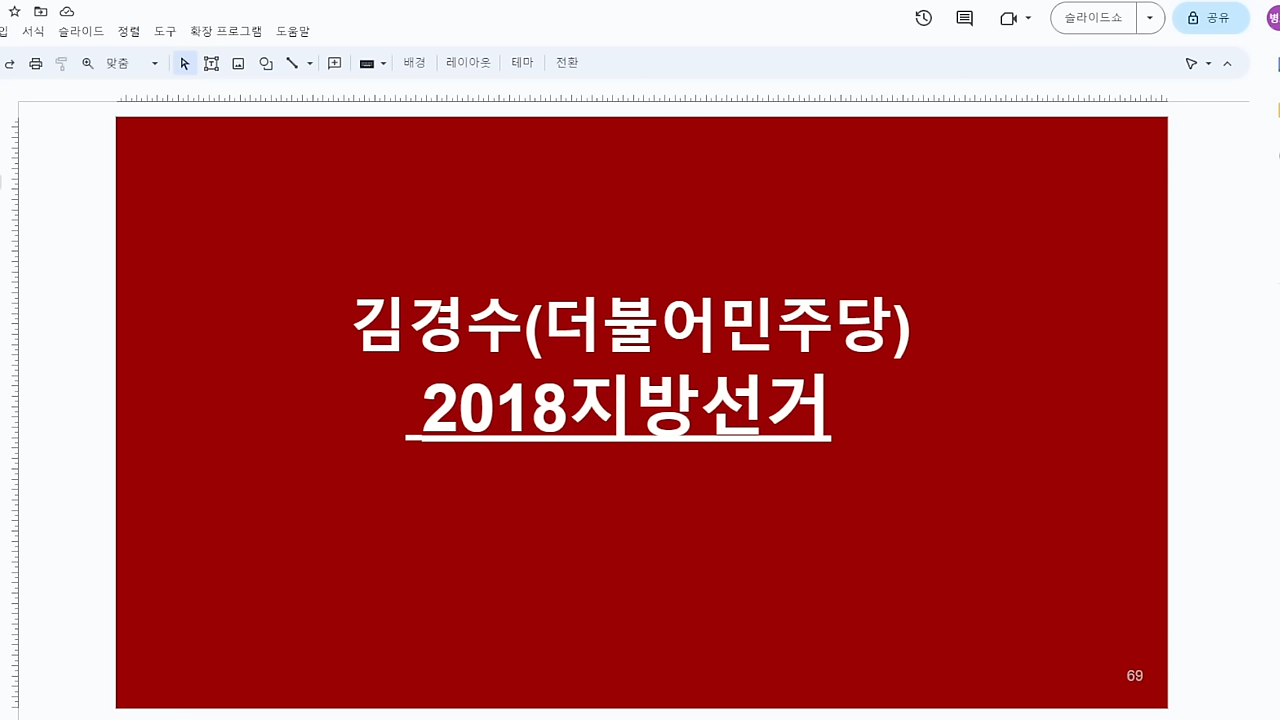 서식 슬라이드 정렬 도구 확장 프로그램 도움말
슬라이드쇼
공유
맞춤
배경
레이아웃
테마
전환
김경수(더불어민주당)
2018지방선거
69